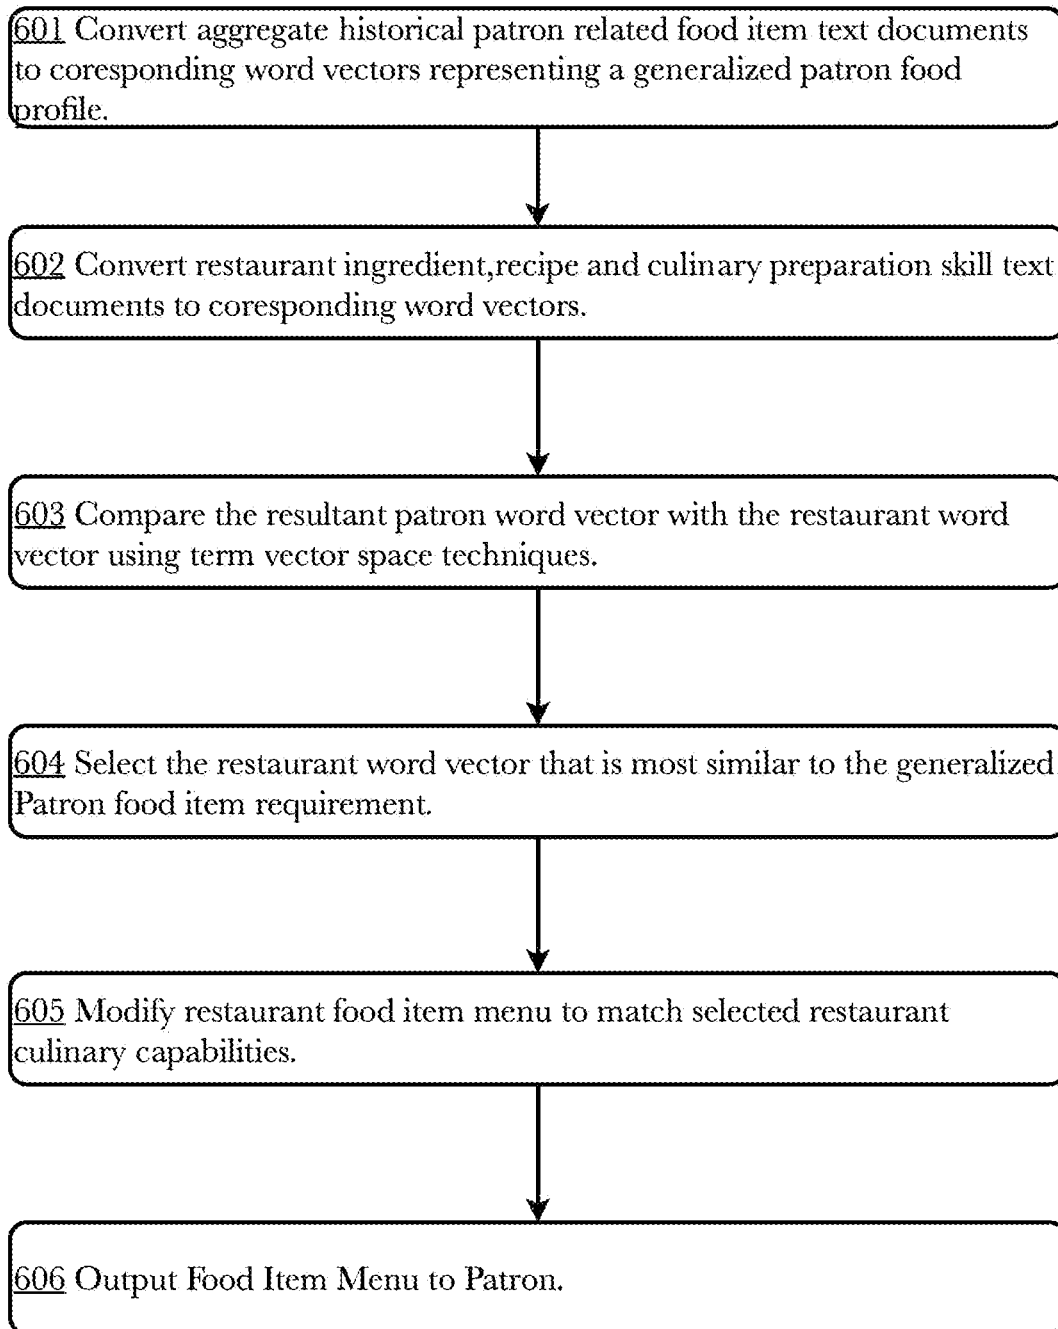 601 Convert aggregate historical patron related food item text documents
to coresponding word vectors representing a generalized patron food
profile.
602 Convert restaurant ingredient,recipe and culinary preparation skill text
documents to coresponding word vectors.
603 Compare the resultant patron word vector with the restaurant word
vector using term vector space techniques.
604 Select the restaurant word vector that is most similar to the generalized
Patron food item requirement.
605 Modify restaurant food item menu to match selected restaurant
culinary capabilities.
606 Output Food Item Menu to Patron.